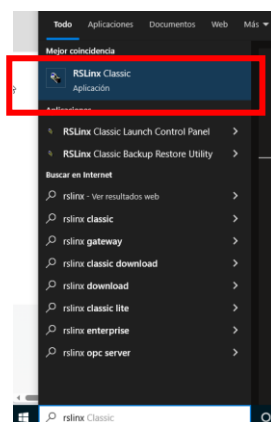 Todo Aplicaciones Documentos Web Más
Mejor coincidencia
RSLinx Classic
Aplicación
Aplicaciones
RSLinx Classic Launch Control Panel
RSLinx Classic Backup Restore Utility
Buscar en Internet
rslinx - Ver resultados web
rslinx classic
rslinx gateway
rslinx classic download
rslinx download
rslinx classic lite
rslinx enterprise
rslinx opc server
rslinx Classic